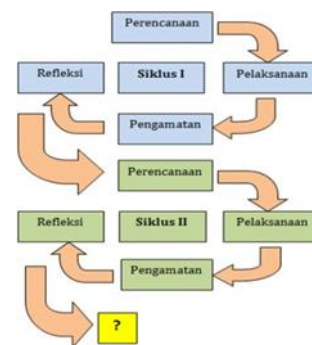 Perencanaan
Refleksi
Siklus I
Pelaksanaan
Pengamatan
Perencanaan
Refleksi
Siklus II
Pelaksanaan
Pengamatan
?